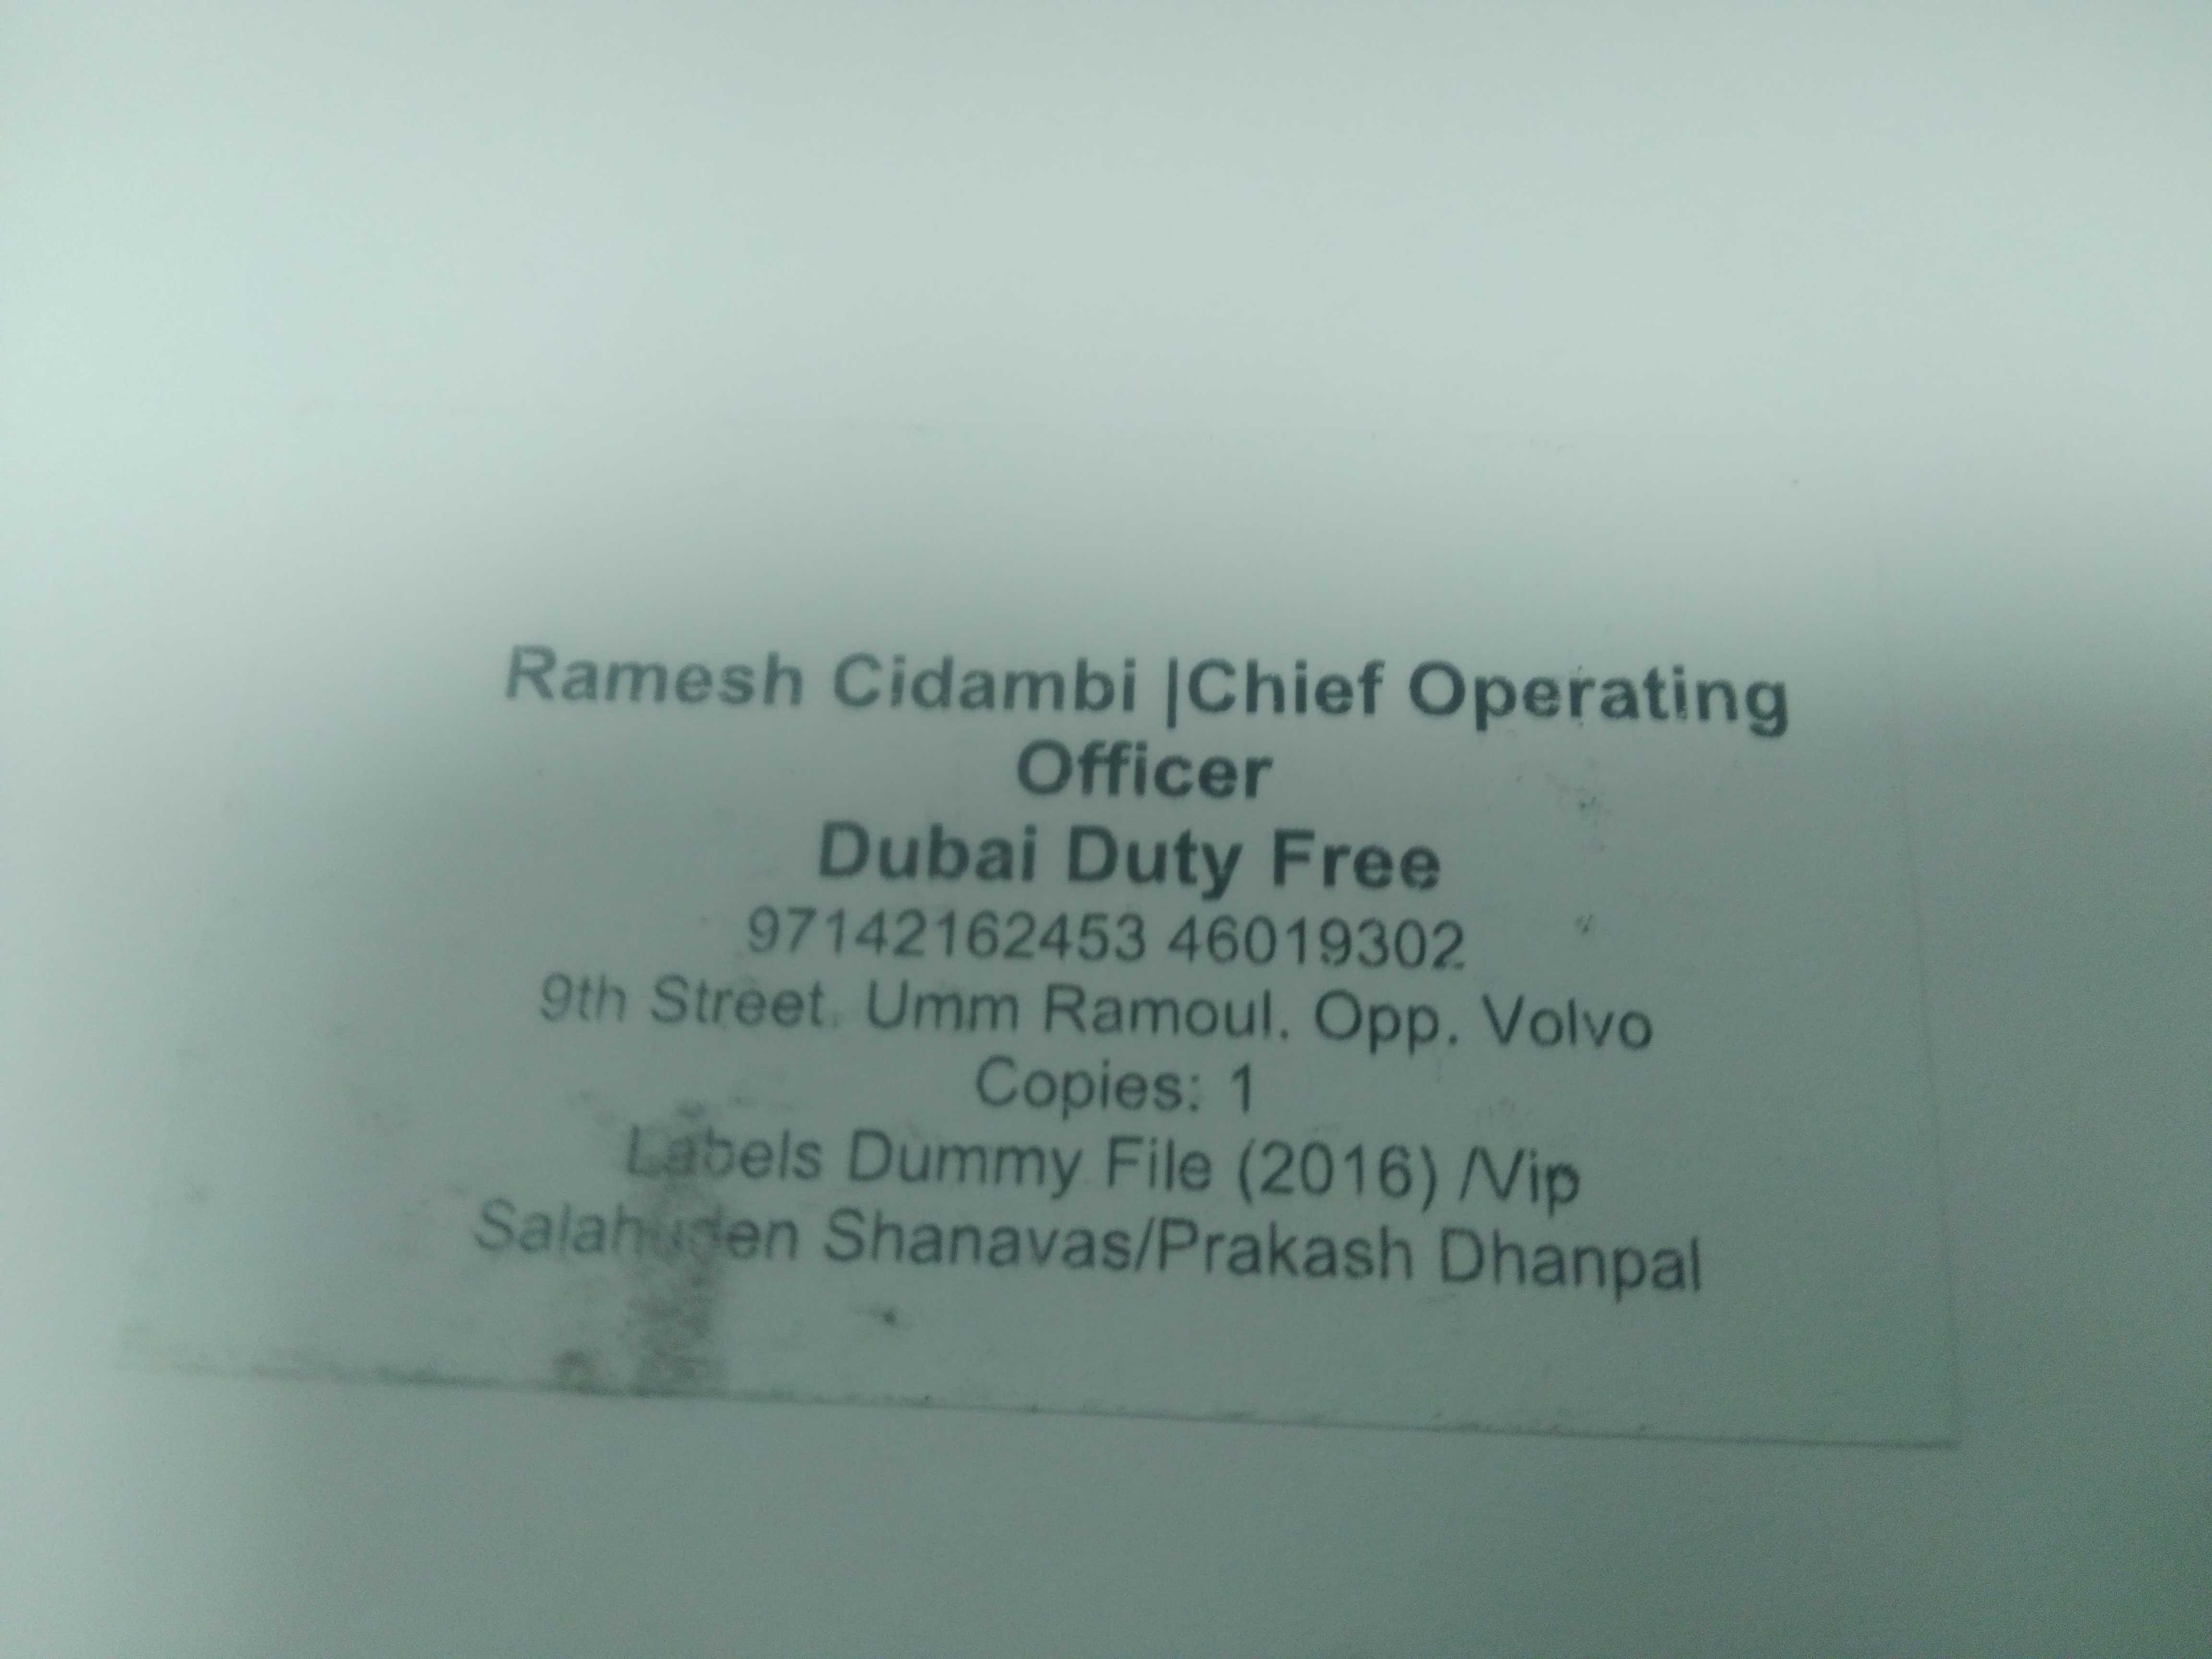 Ramesh Cidambi |Chief Operating
Officer
Dubai Duty Free
97142162453 46019302
9th Street. Umm Ramoul. Opp. Volvo
Copies: 1
Labels Dummy File (2016) /Vip
Shanavas/Prakash Dhanpal